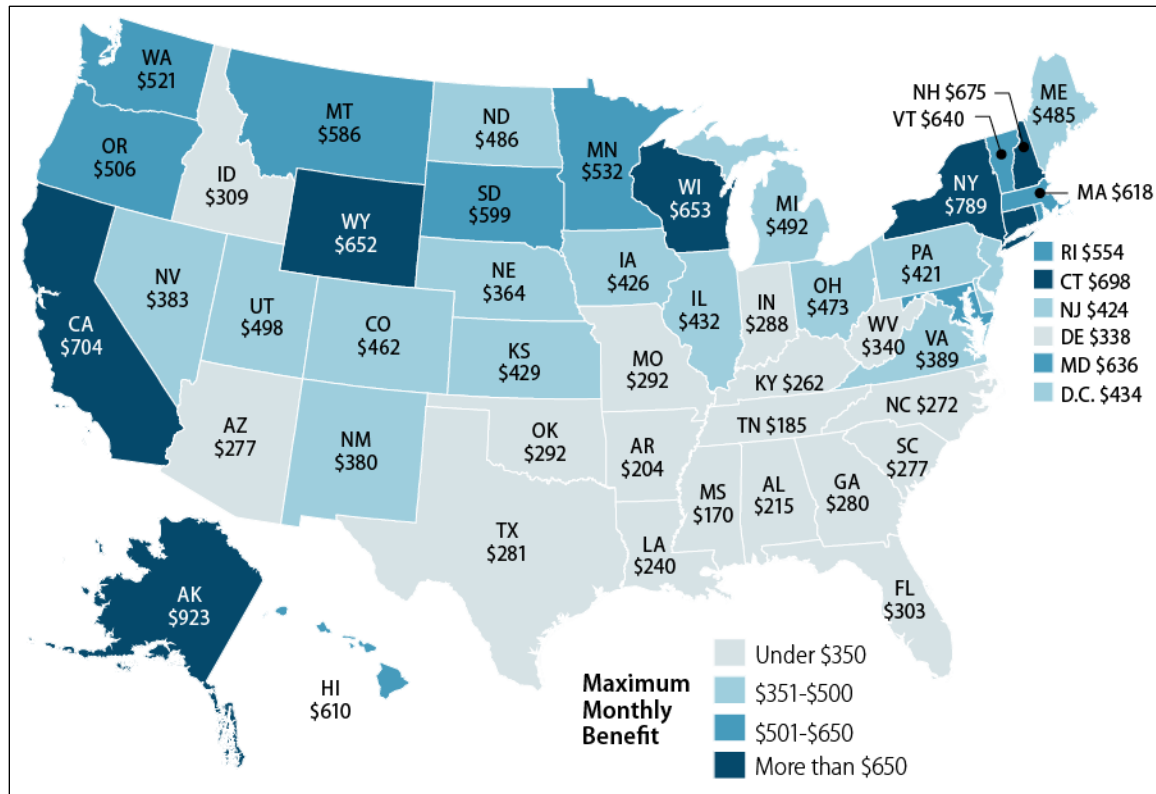 WA
$521
OR
$506
CA
$704
ID
$309
NV
$383
MT
$586
WY
$652
UT
$498
AZ
$277
CO
$462
NM
$380
ND
$486
SD
$599
NE
$364
KS
$429
OK
$292
TX
$281
MN
$532
IA
$426
MO
$292
AR
$204
LA
$240
WI
$653
IL
$432
MI
$492
IN
$288
OH
$473
KY $262
TN $185
MS
$170
AL
$215
GA
$280
FL
$303
SC
$277
NC $272
WV
$340
VA
$389
PA
$421
NY
$789
VT $640
NH $675
ME
$485
MA $618
RI $554
CT $698
NJ $424
DE $338
MD $636
D.C. $434
AK
$923
HI
$610
Maximum
Monthly
Benefit
Under $350
$351-$500
$501-$650
More than $650